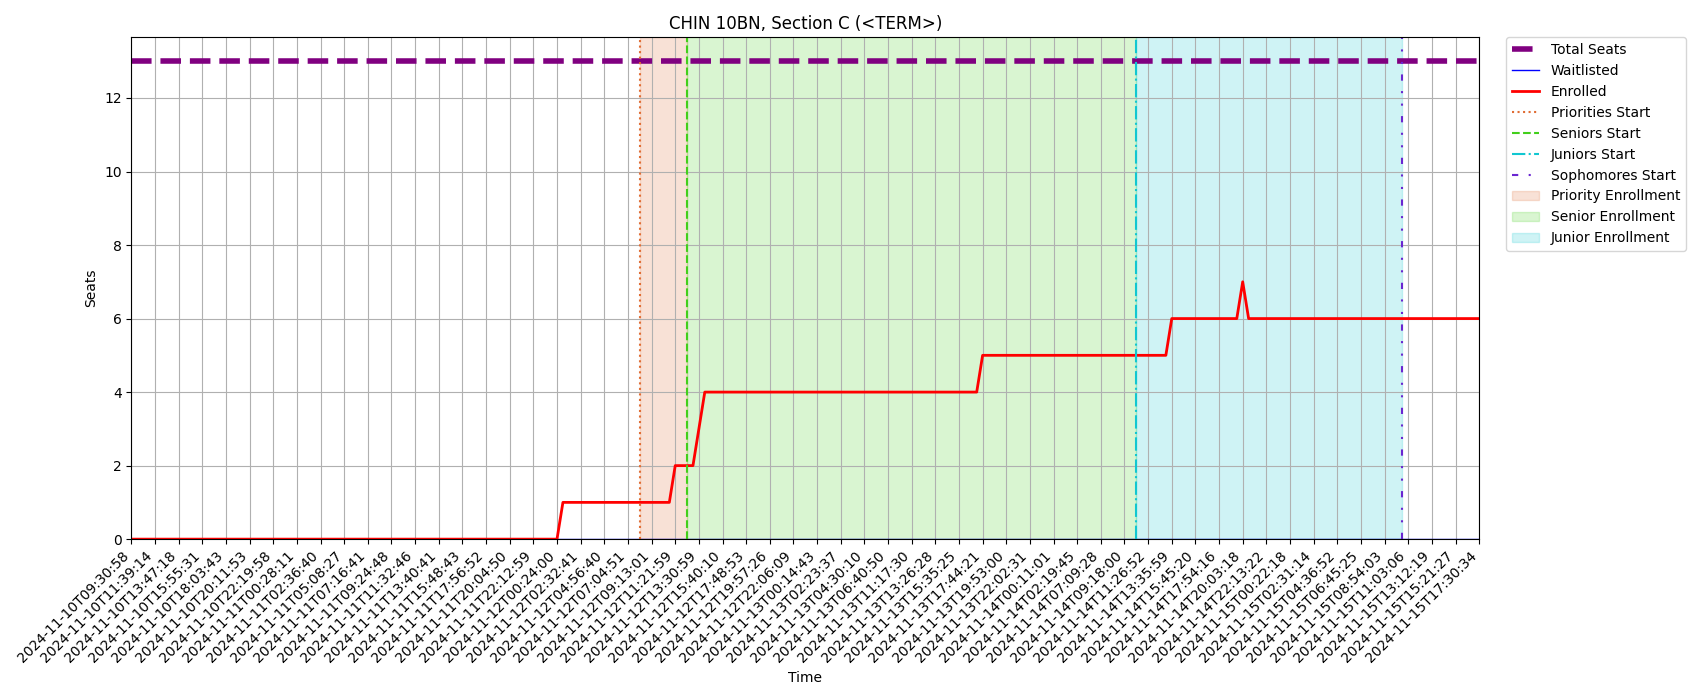 CHIN 10BN, Section C (<TERM>)
Total Seats
Waitlisted
Enrolled
Priorities Start
Seniors Start
Juniors Start
Sophomores Start
Priority Enrollment
Senior Enrollment
Junior Enrollment
Seats
12
10
8
6
4
2
0
2024-11-10T09:30:58
2024-11-10T11:39:14
2024-11-10T13:47:18
2024-11-10T15:55:31
2024-11-10T18:03:43
2024-11-10T20:11:53
2024-11-10T22:19:58
2024-11-11T00:28:11
2024-11-11T02:36:40
2024-11-11T05:08:27
2024-11-11T07:16:41
2024-11-11T09:24:48
2024-11-11T11:32:46
2024-11-11T13:40:41
2024-11-11T15:48:43
2024-11-11T17:56:52
2024-11-11T20:04:50
2024-11-11T22:12:59
2024-11-12T00:24:00
2024-11-12T02:32:41
2024-11-12T04:56:40
2024-11-12T07:04:51
2024-11-12T09:13:01
2024-11-12T11:21:59
2024-11-12T13:30:59
2024-11-12T15:40:10
2024-11-12T17:48:53
2024-11-12T19:57:26
2024-11-12T22:06:09
2024-11-13T00:14:43
2024-11-13T02:23:37
2024-11-13T04:30:10
2024-11-13T06:40:50
2024-11-13T11:17:30
2024-11-13T13:26:28
2024-11-13T15:35:25
2024-11-13T17:44:21
2024-11-13T19:53:00
2024-11-13T22:02:31
2024-11-14T00:11:01
2024-11-14T02:19:45
2024-11-14T07:09:28
2024-11-14T09:18:00
2024-11-14T11:26:52
2024-11-14T13:35:59
2024-11-14T15:45:20
2024-11-14T17:54:16
2024-11-14T20:03:18
2024-11-14T22:13:22
2024-11-15T00:22:18
2024-11-15T02:31:14
2024-11-15T04:36:52
2024-11-15T06:45:25
2024-11-15T08:54:03
2024-11-15T11:03:06
2024-11-15T13:12:19
2024-11-15T15:21:27
2024-11-15T17:30:34
Time